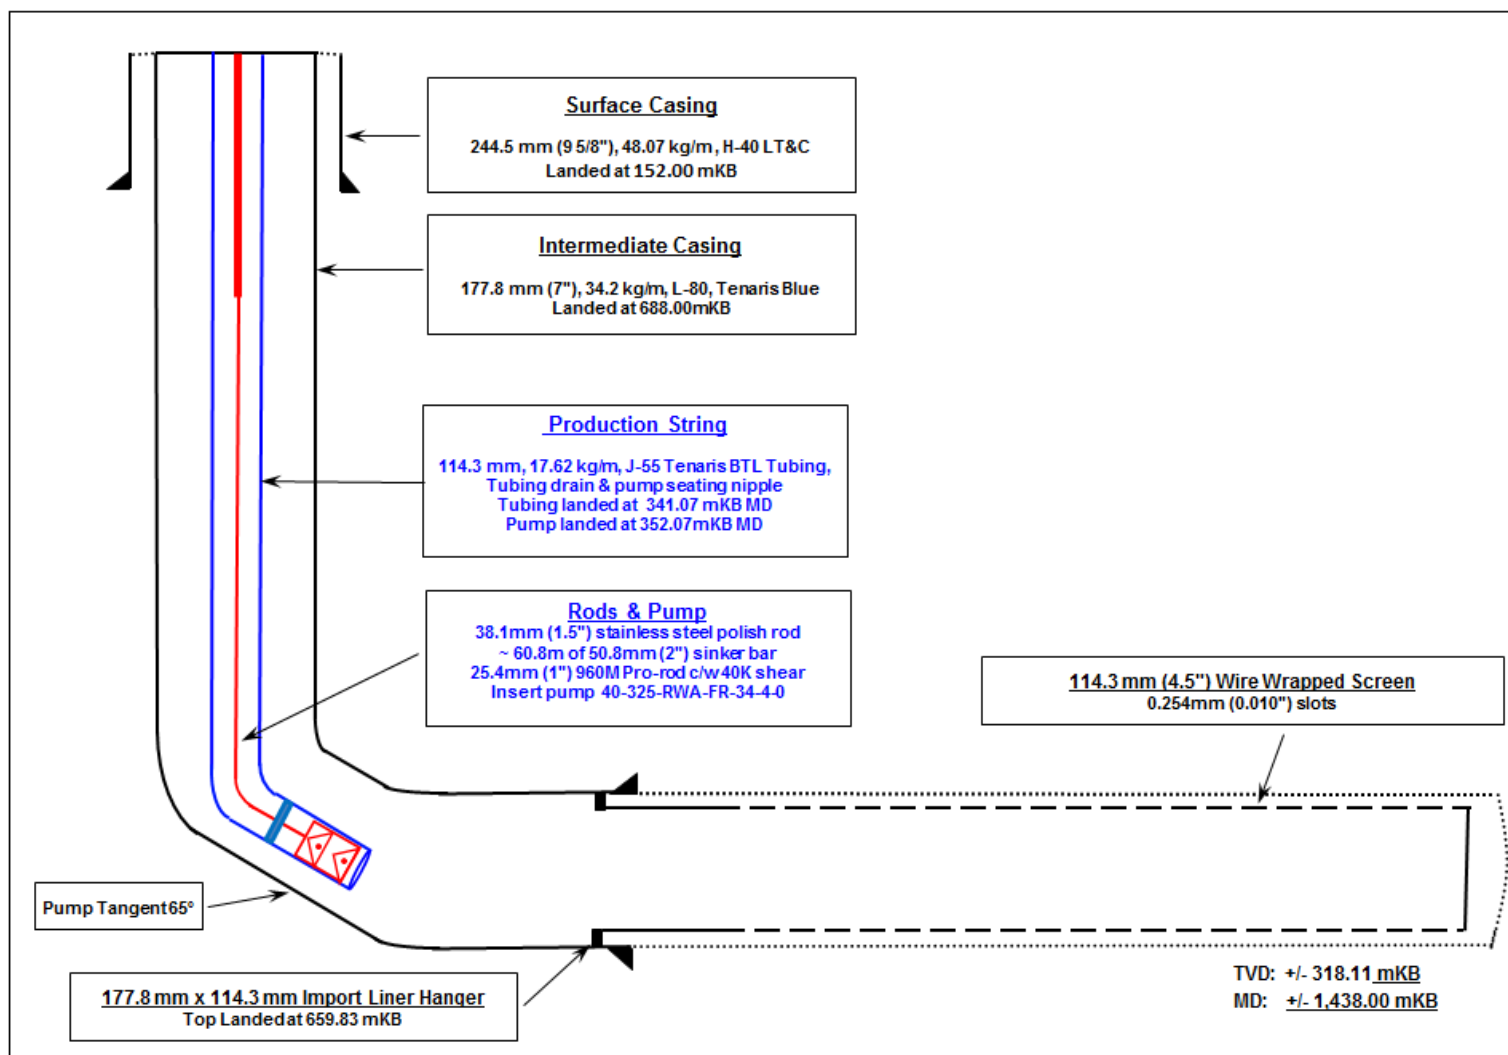 Surface Casing
244.5 mm (9 5/8"), 48.07 kg/m, H-40 LT&C
Landed at 152.00 mKB
Intermediate Casing
177.8 mm (7"), 34.2 kg/m, L-80, Tenaris Blue
Landed at 688.00mKB
Production String
114.3 mm, 17.62 kg/m, J-55 Tenaris BTL Tubing,
Tubing drain & pump seating nipple
Tubing landed at 341.07 mKB MD
Pump landed at 352.07mKB MD
Rods & Pump
38.1mm (1.5") stainless steel polish rod
~ 60.8m of 50.8mm (2") sinker bar
25.4mm (1") 960M Pro-rod c/w 40K shear
Insert pump 40-325-RWA-FR-34-4-0
114.3 mm (4.5") Wire Wrapped Screen
0.254mm (0.010") slots
Pump Tangent 65°
177.8 mm x 114.3 mm Import Liner Hanger
Top Landed at 659.83 mKB
TVD: +/- 318.11 mKB
MD: +/- 1,438.00 mKB